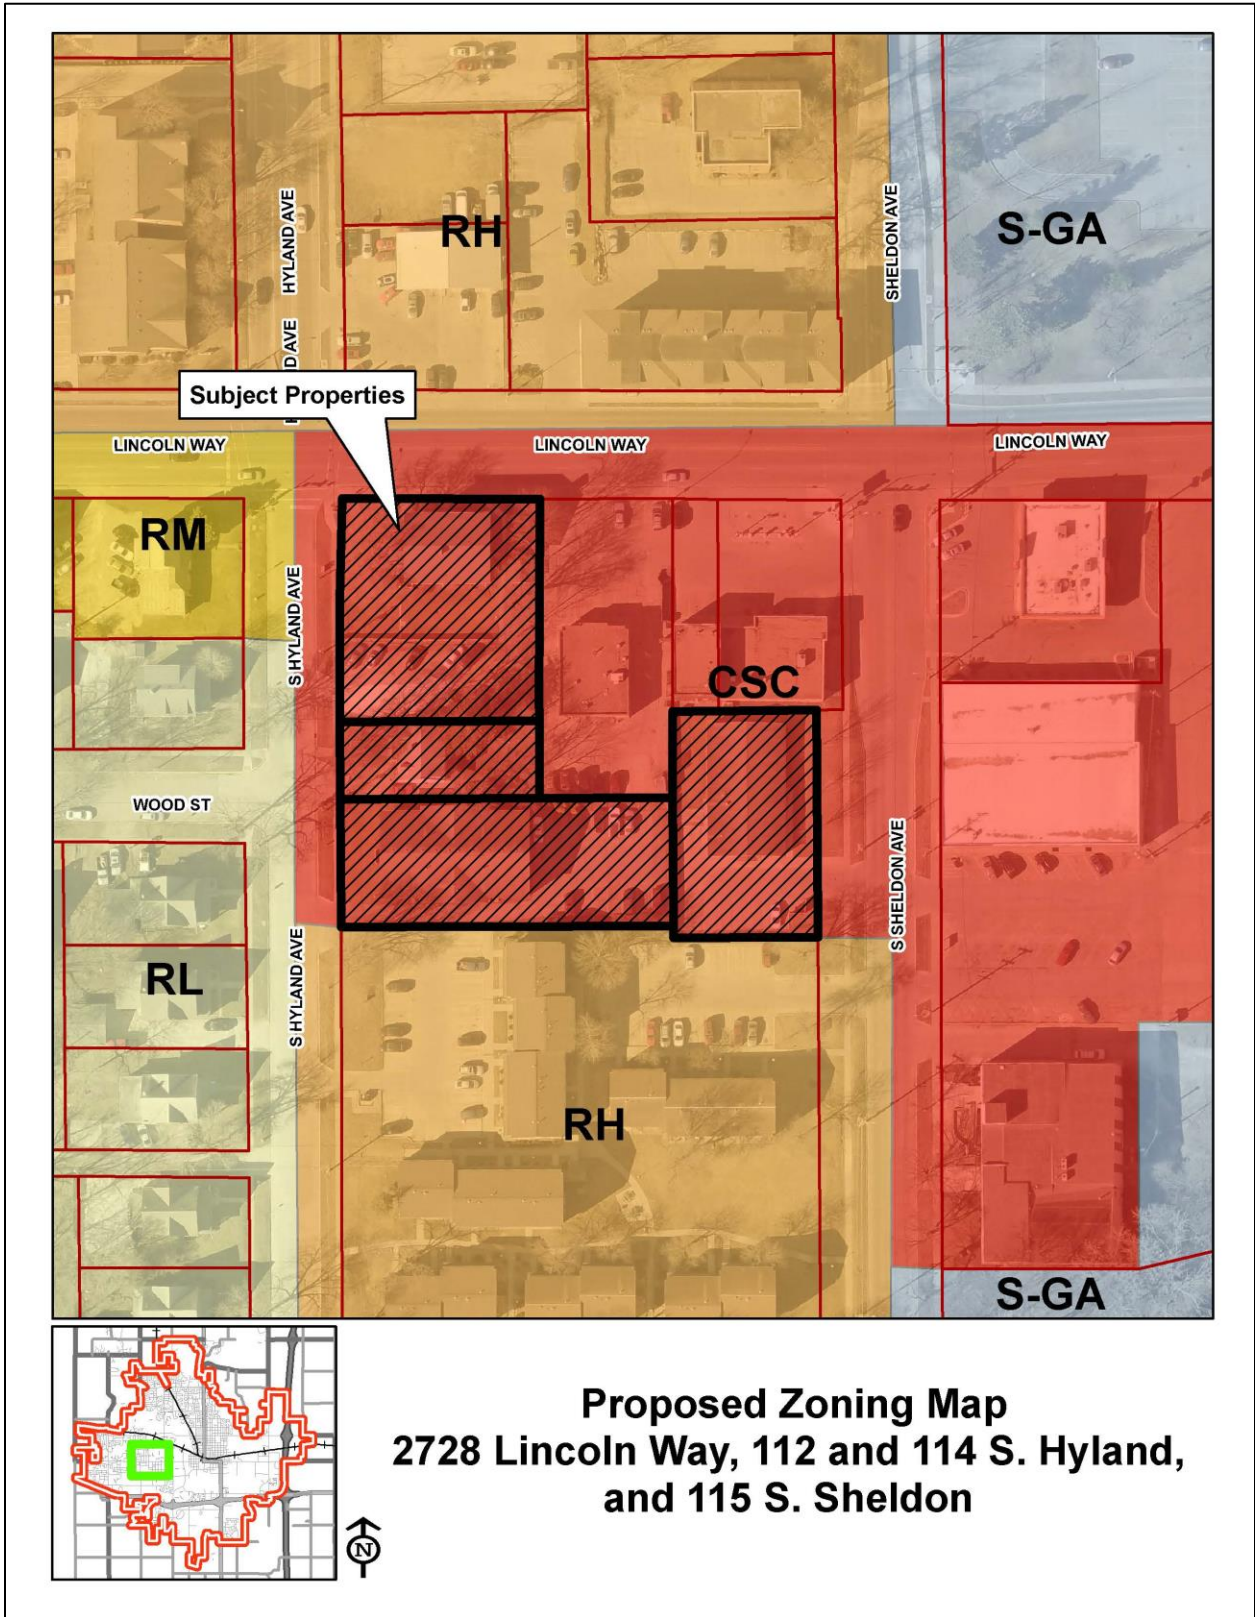 RH
S-GA
HYLAND AVE
SHELDON AVE
D AVE
Subject Properties
LINCOLN WAY
LINCOLN WAY
LINCOLN WAY
RM
S HYLAND AVE
CSC
WOOD ST
S SHELDON AVE
RL
S HYLAND AVE
RH
S-GA
Proposed Zoning Map
2728 Lincoln Way, 112 and 114 S. Hyland,
and 115 S. Sheldon
N